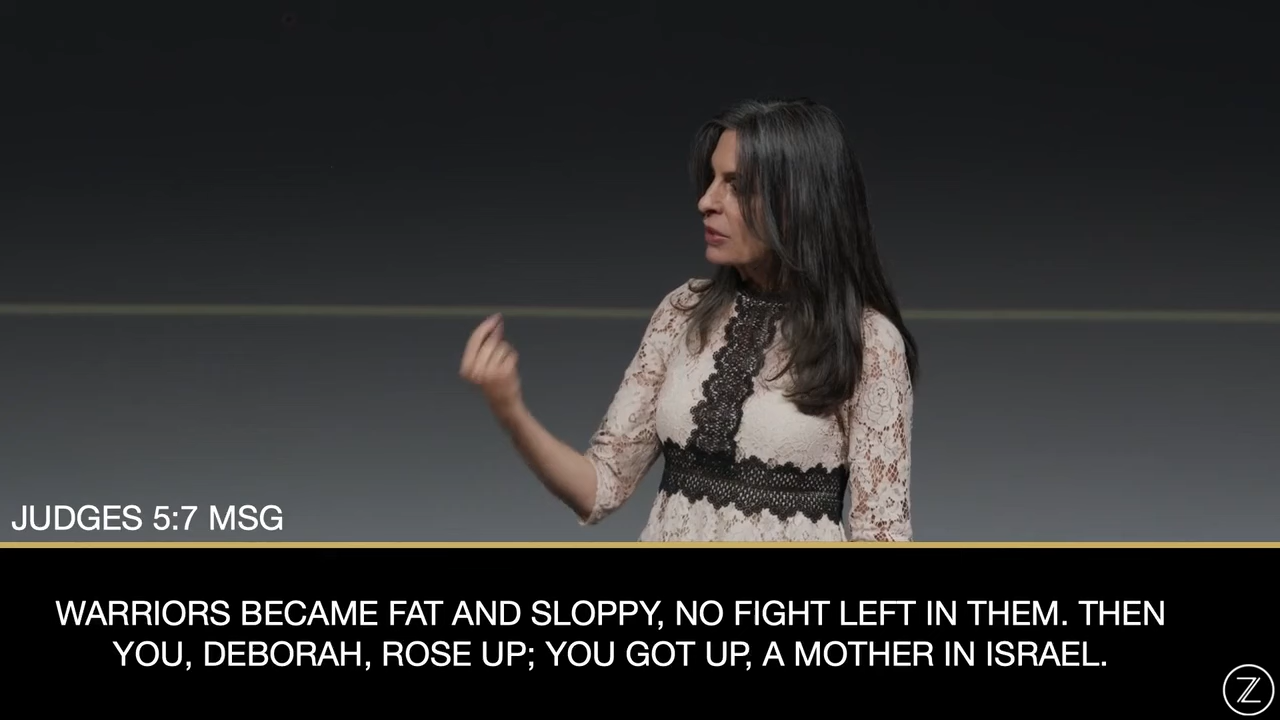 JUDGES 5:7 MSG
WARRIORS BECAME FAT AND SLOPPY, NO FIGHT LEFT IN THEM. THEN
YOU, DEBORAH, ROSE UP; YOU GOT UP, A MOTHER IN ISRAEL.
Z